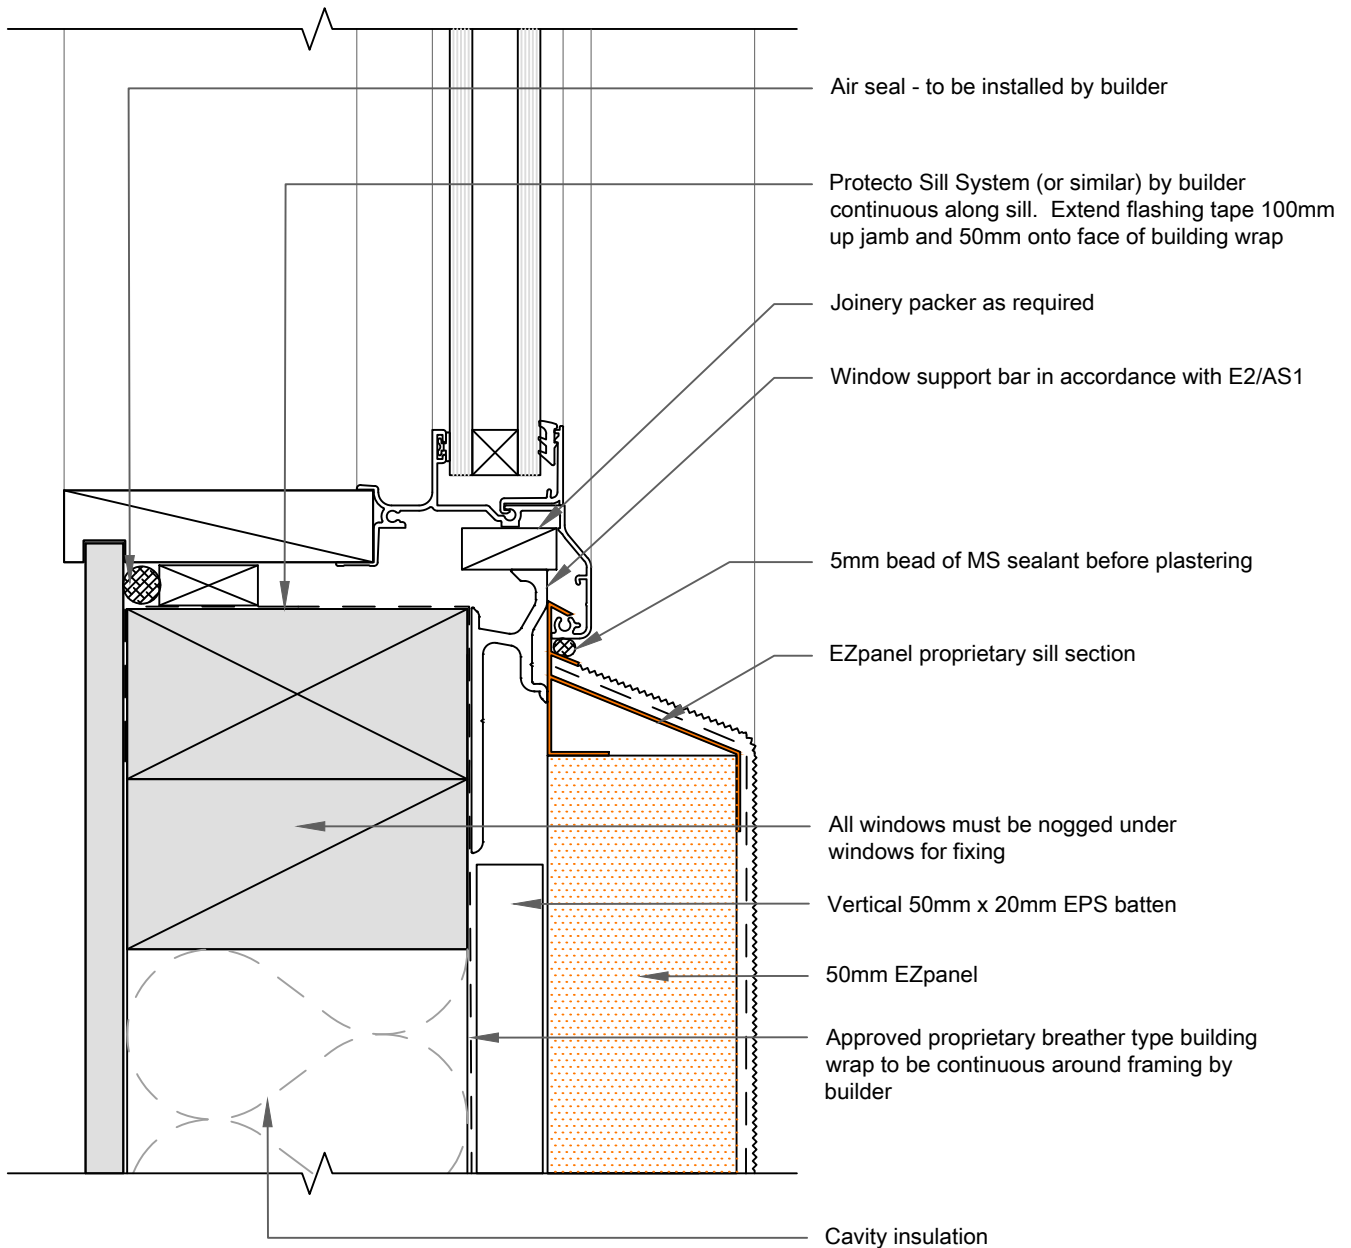 Air seal - to be installed by builder
Protecto Sill System (or similar) by builder
continuous along sill.  Extend flashing tape 100mm
up jamb and 50mm onto face of building wrap
Joinery packer as required
Window support bar in accordance with E2/AS1
5mm bead of MS sealant before plastering
EZpanel proprietary sill section
All windows must be nogged under
windows for fixing
Vertical 50mm x 20mm EPS batten
50mm EZpanel
Approved proprietary breather type building
wrap to be continuous around framing by
builder
Cavity insulation